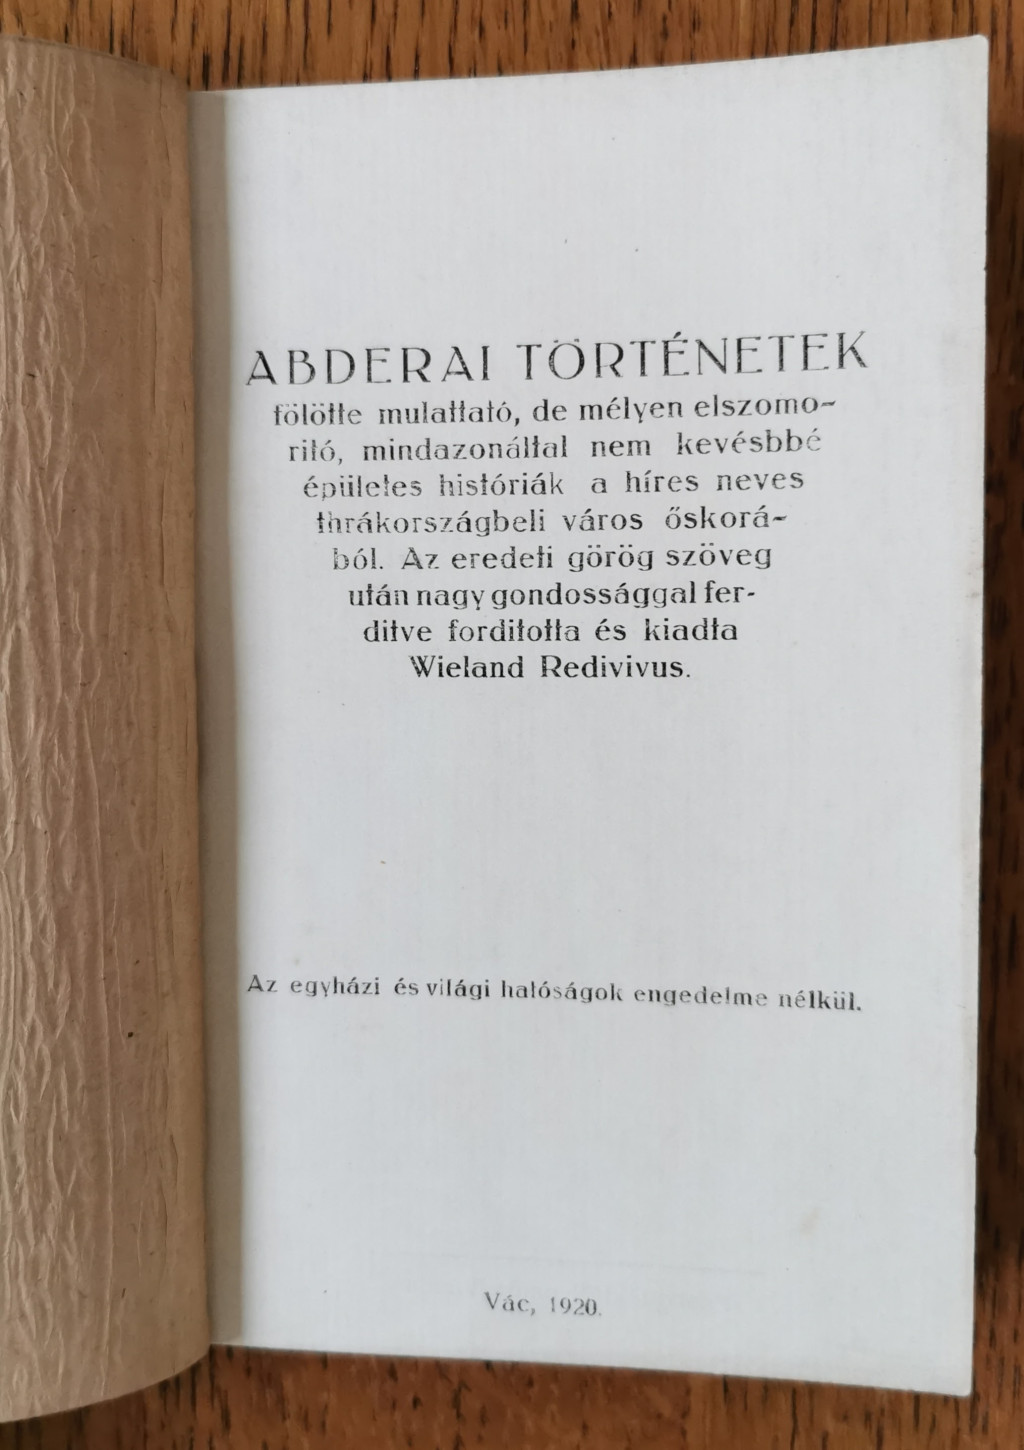 ABDERAI TÖRTÉNETEK
fölötte mulattató, de mélyen elszomo-
ritó, mindazonáltal nem kevésbbé
épületes históriák a híres neves
thrákországbeli város őskorá-
ból. Az eredeti görög szöveg
után nagy gondossággal fer-
ditve forditotta és kiadta
Wieland Redivivus.
Az egyházi és világi hatóságok engedelme nélkül.
Vác, 1920.